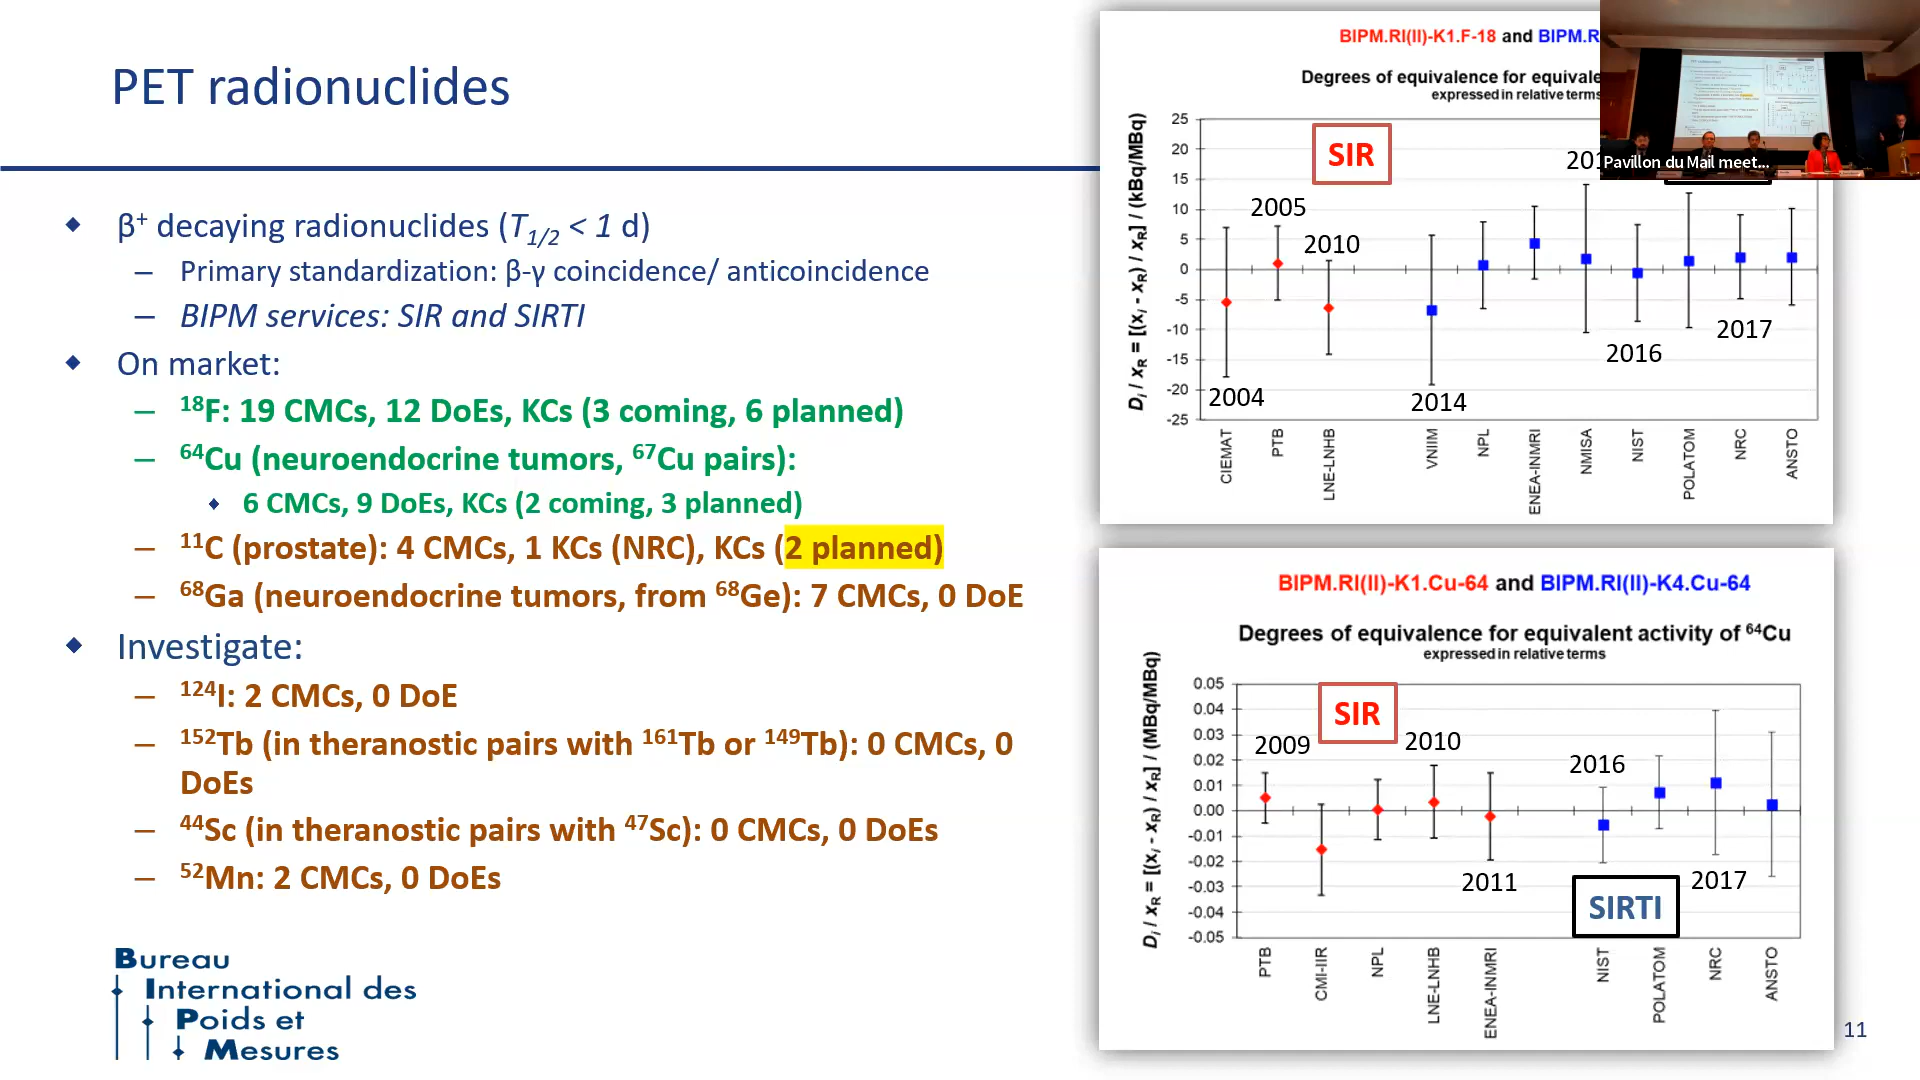 PET radionuclides
β⁺ decaying radionuclides (T1/2 < 1 d)
– Primary standardization: β-γ coincidence/ anticoincidence
– BIPM services: SIR and SIRTI
On market:
– ¹⁸F: 19 CMCs, 12 DoEs, KCs (3 coming, 6 planned)
– ⁶⁴Cu (neuroendocrine tumors, ⁶⁷Cu pairs):
6 CMCs, 9 DoEs, KCs (2 coming, 3 planned)
– ¹¹C (prostate): 4 CMCs, 1 KCs (NRC), KCs (2 planned)
– ⁶⁸Ga (neuroendocrine tumors, from ⁶⁸Ge): 7 CMCs, 0 DoE
Investigate:
– ¹²⁴I: 2 CMCs, 0 DoE
– ¹⁵²Tb (in theranostic pairs with ¹⁶¹Tb or ¹⁴⁹Tb): 0 CMCs, 0
DoEs
– ⁴⁴Sc (in theranostic pairs with ⁴⁷Sc): 0 CMCs, 0 DoEs
– ⁵²Mn: 2 CMCs, 0 DoEs
Bureau
International des
Poids et
Mesures
BIPM.RI(II)-K1.F-18 and BIPM.R
Degrees of equivalence for equivale
expressed in relative terms
Di / xR = [(xi - xR) / xR] / (kBq/MBq)
25
20
15
10
5
0
-5
-10
-15
-20
-25
SIR
2005
2010
2004
2014
201
2016
2017
CIEMAT
PTB
LNE-LNHB
VNIIM
NPL
ENEA-INMRI
NMISA
NIST
POLATOM
NRC
ANSTO
Pavillon du Mail meet...
BIPM.RI(II)-K1.Cu-64 and BIPM.RI(II)-K4.Cu-64
Degrees of equivalence for equivalent activity of ⁶⁴Cu
expressed in relative terms
Di / xR = [(xi - xR) / xR] / (MBq/MBq)
0.05
0.04
0.03
0.02
0.01
0.00
-0.01
-0.02
-0.03
-0.04
-0.05
SIR
2009
2010
2011
2016
2017
SIRTI
PTB
CMI-IIR
NPL
LNE-LNHB
ENEA-INMRI
NIST
POLATOM
NRC
ANSTO
11